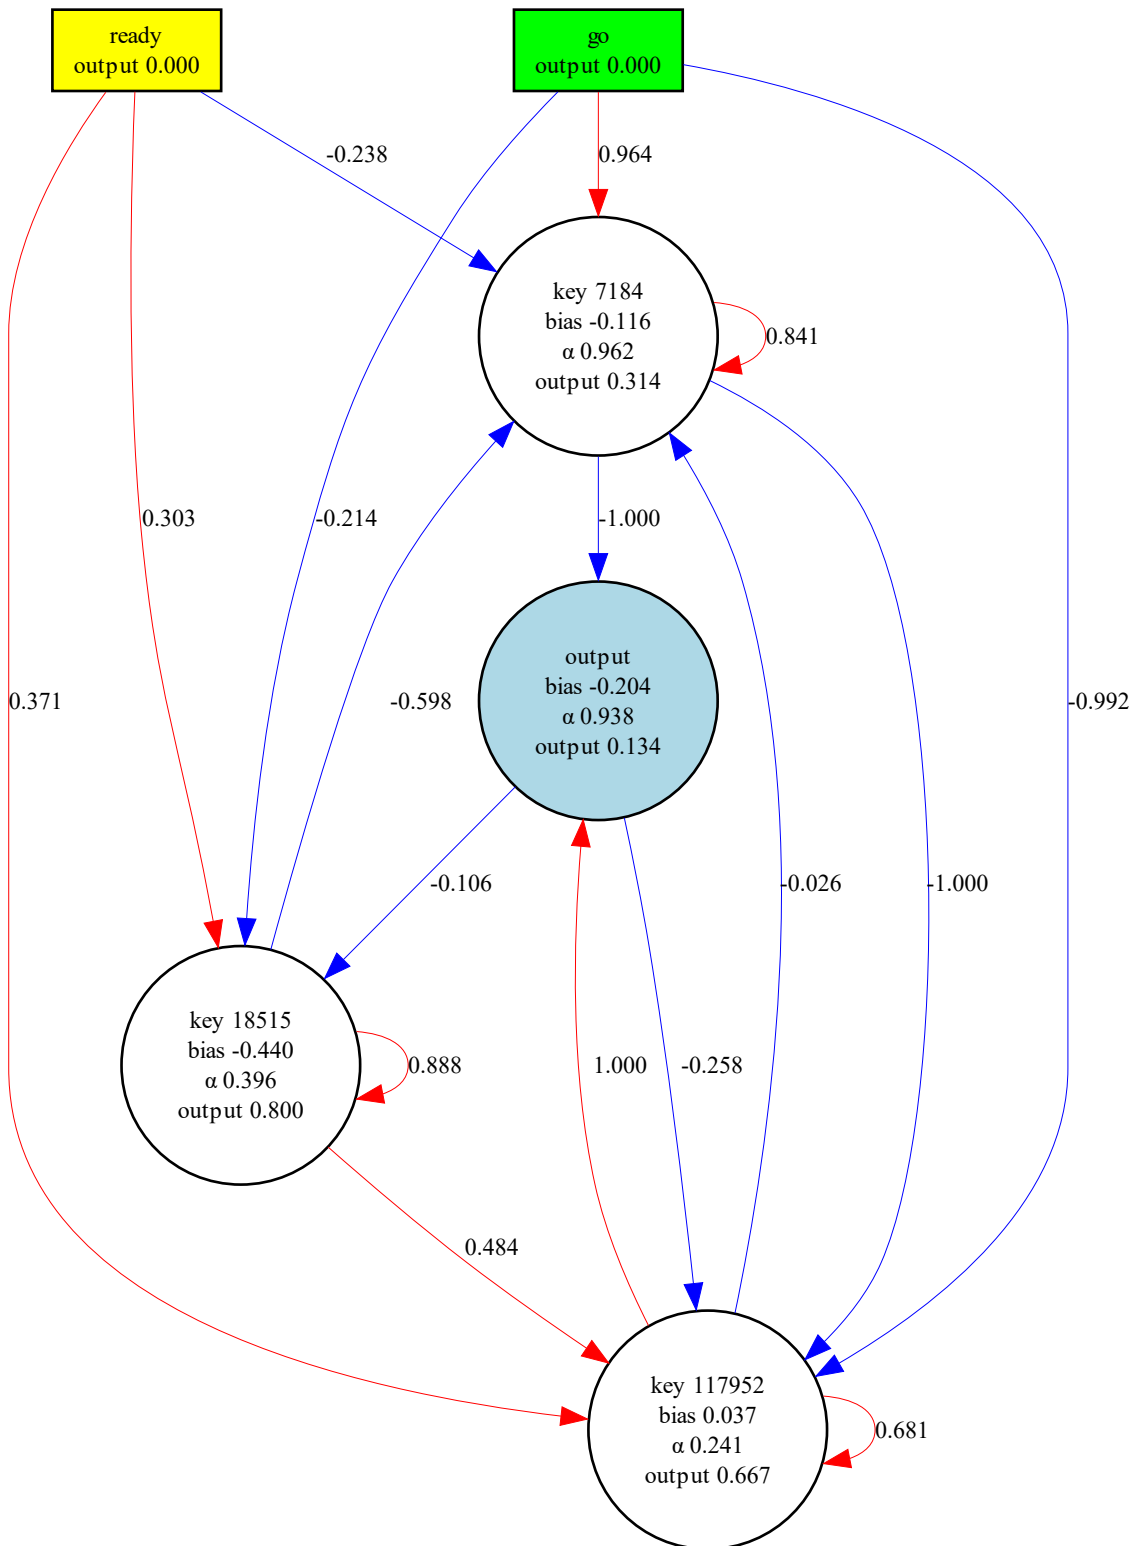 ready
output 0.000
go
output 0.000
-0.238
0.964
key 7184
bias -0.116
α 0.962
output 0.314
0.841
0.303
-0.214
-1.000
output
bias -0.204
α 0.938
output 0.134
0.371
-0.598
-0.992
-0.106
-0.026
-1.000
key 18515
bias -0.440
α 0.396
output 0.800
0.888
1.000
-0.258
0.484
key 117952
bias 0.037
α 0.241
output 0.667
0.681